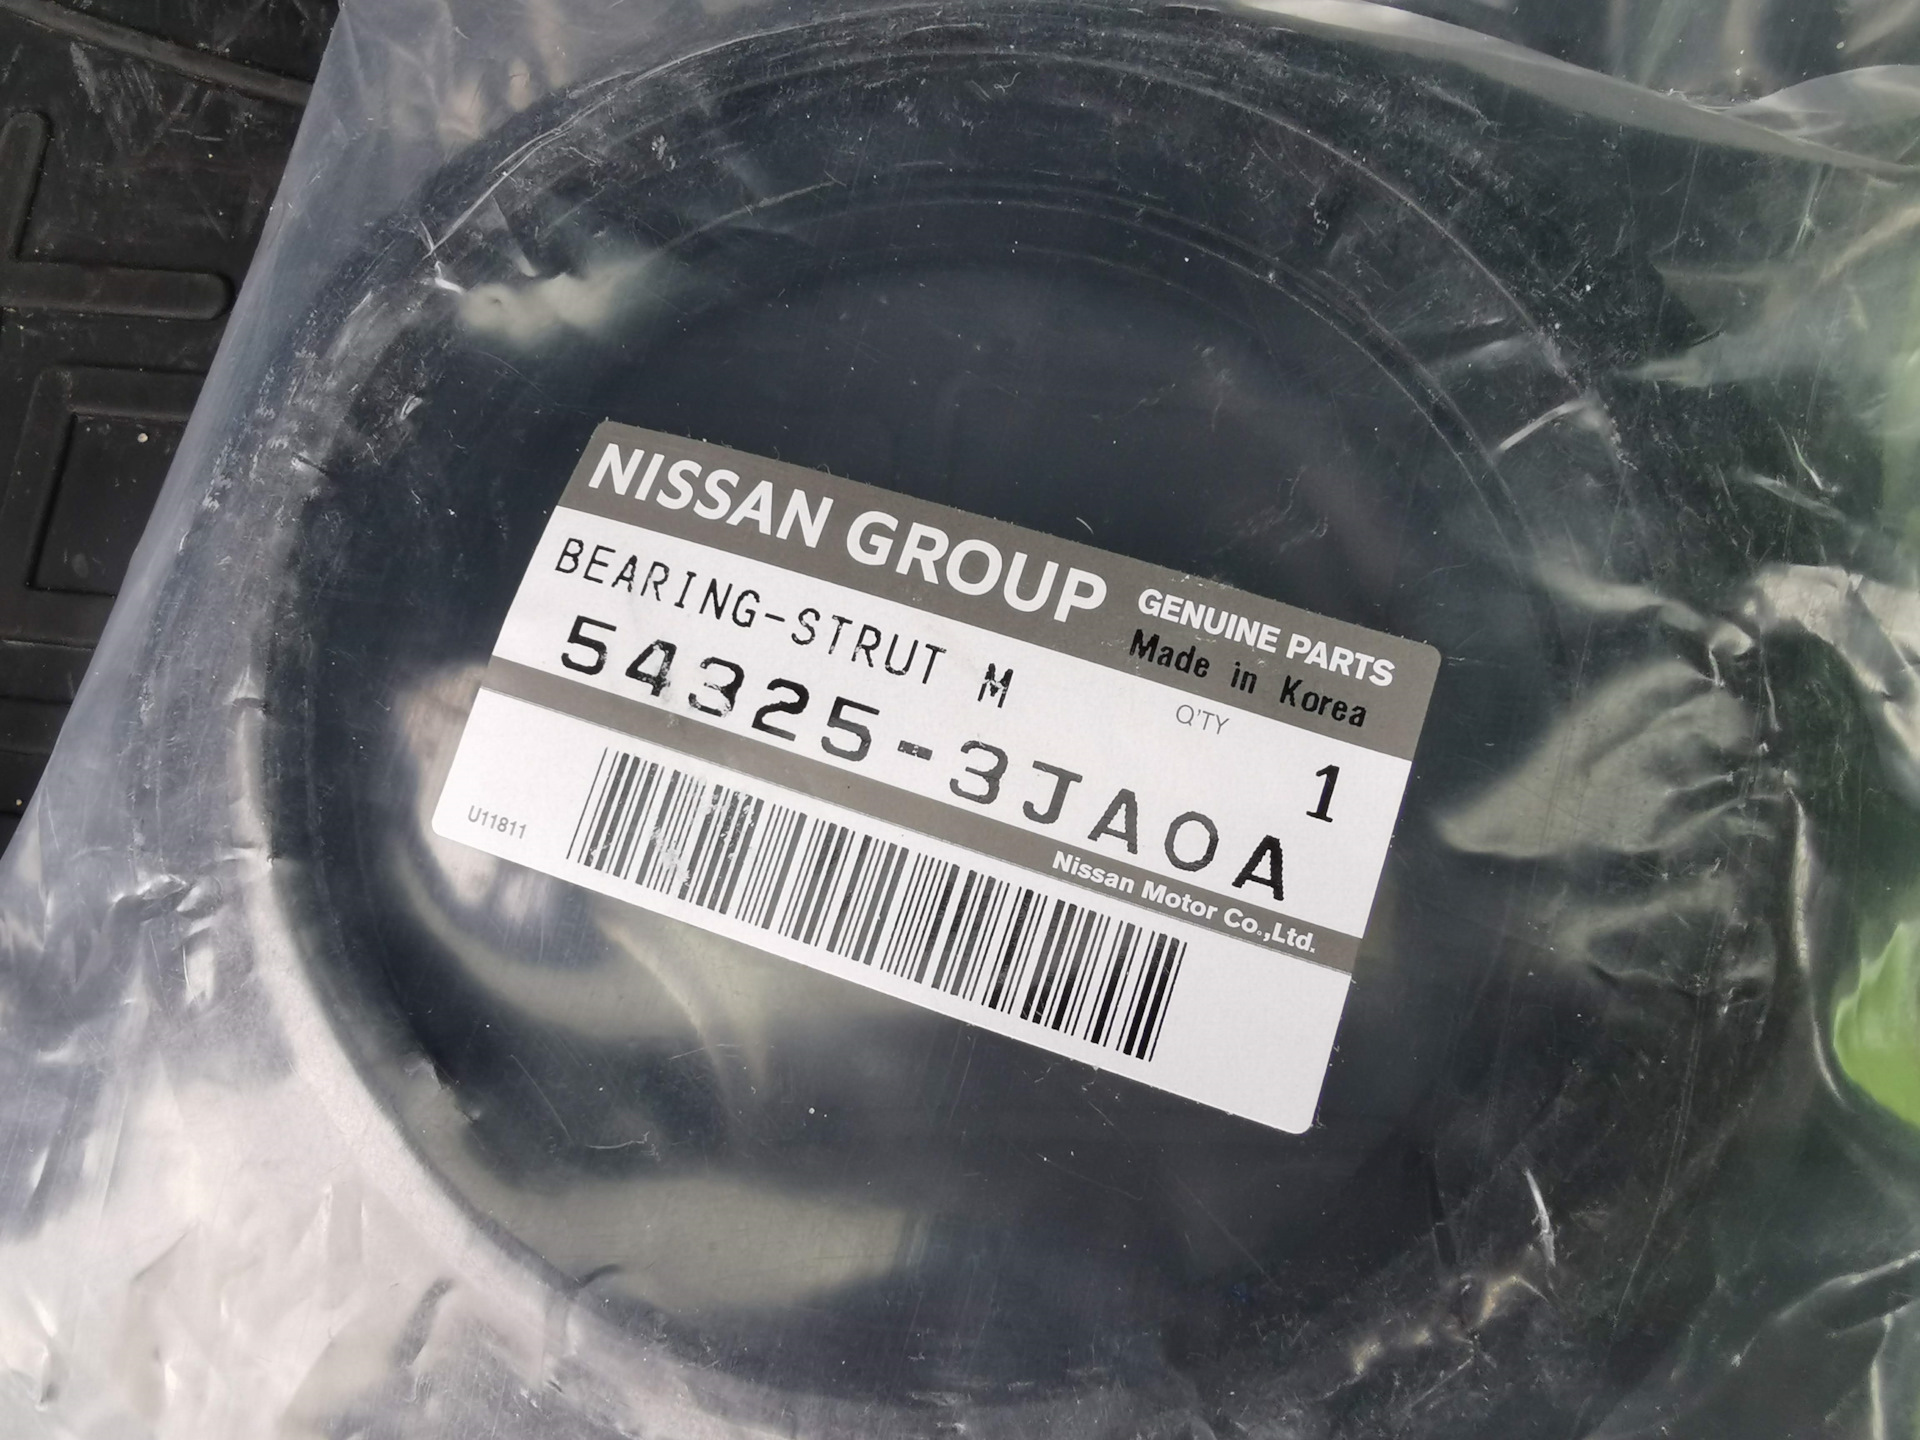 NISSAN GROUP GENUINE PARTS
Made in Korea
BEARING-STRUT M
Q'TY
54325-3JA0A
1
Nissan Motor Co.,Ltd.
U11811